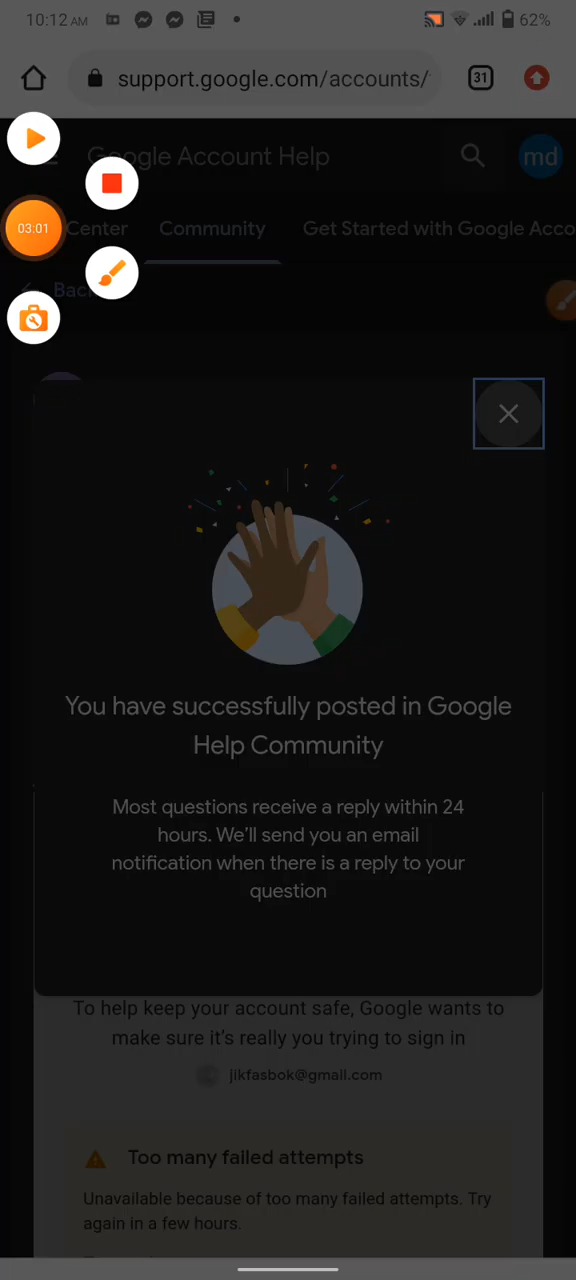 10:12 AM
62%
support.google.com/accounts/
31
Google Account Help
md
Center
Community
Get Started with Google Acco
03:01
Back
You have successfully posted in Google
Help Community
Most questions receive a reply within 24
hours. We'll send you an email
notification when there is a reply to your
question
To help keep your account safe, Google wants to
make sure it's really you trying to sign in
jikfasbok@gmail.com
Too many failed attempts
Unavailable because of too many failed attempts. Try
again in a few hours.